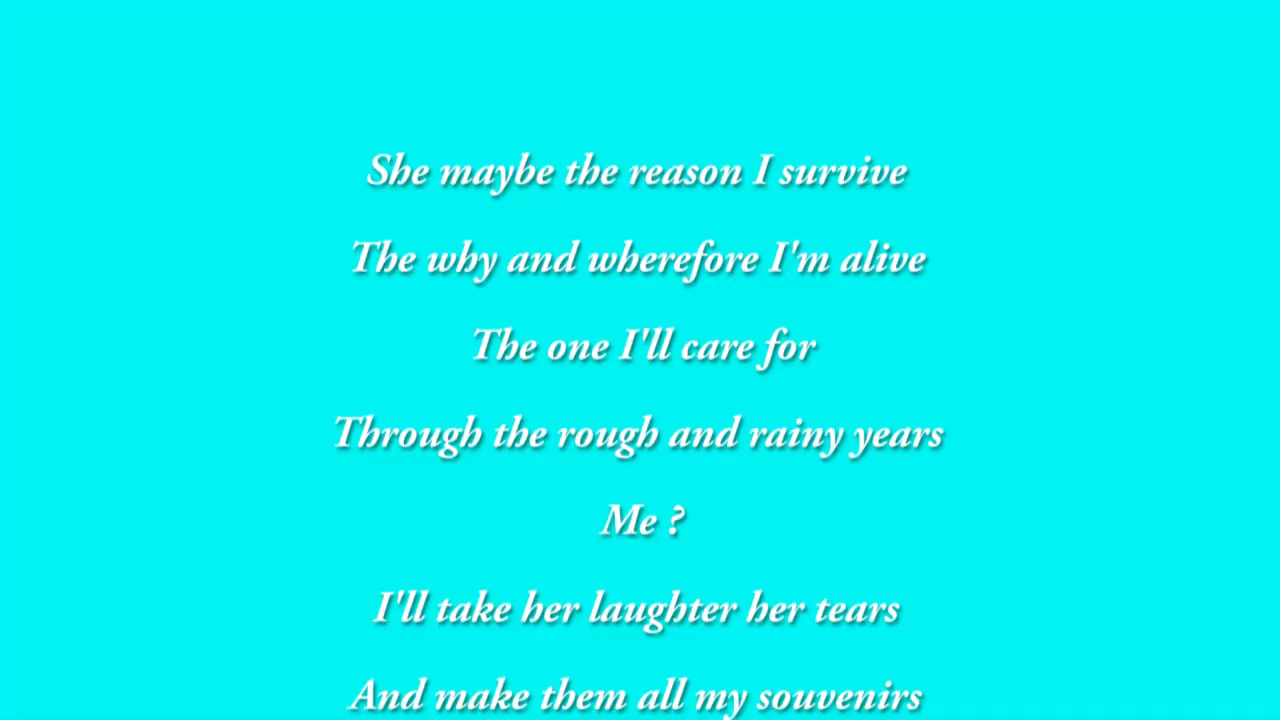 She maybe the reason I survive
The why and wherefore I'm alive
The one I'll care for
Through the rough and rainy years
Me ?
I'll take her laughter her tears
And make them all my souvenirs